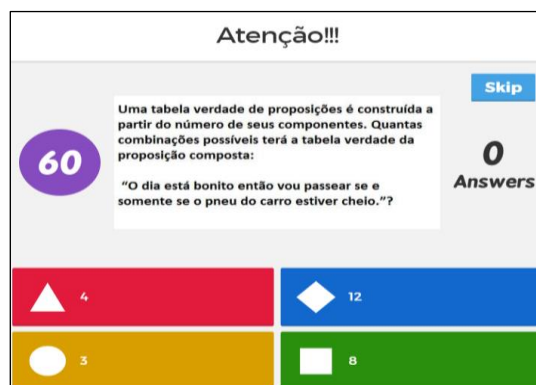 Atenção!!!
Skip
Uma tabela verdade de proposições é construída a
partir do número de seus componentes. Quantas
combinações possíveis terá a tabela verdade da
proposição composta:
"O dia está bonito então vou passear se e
somente se o pneu do carro estiver cheio."?
60
0
Answers
4
12
3
8